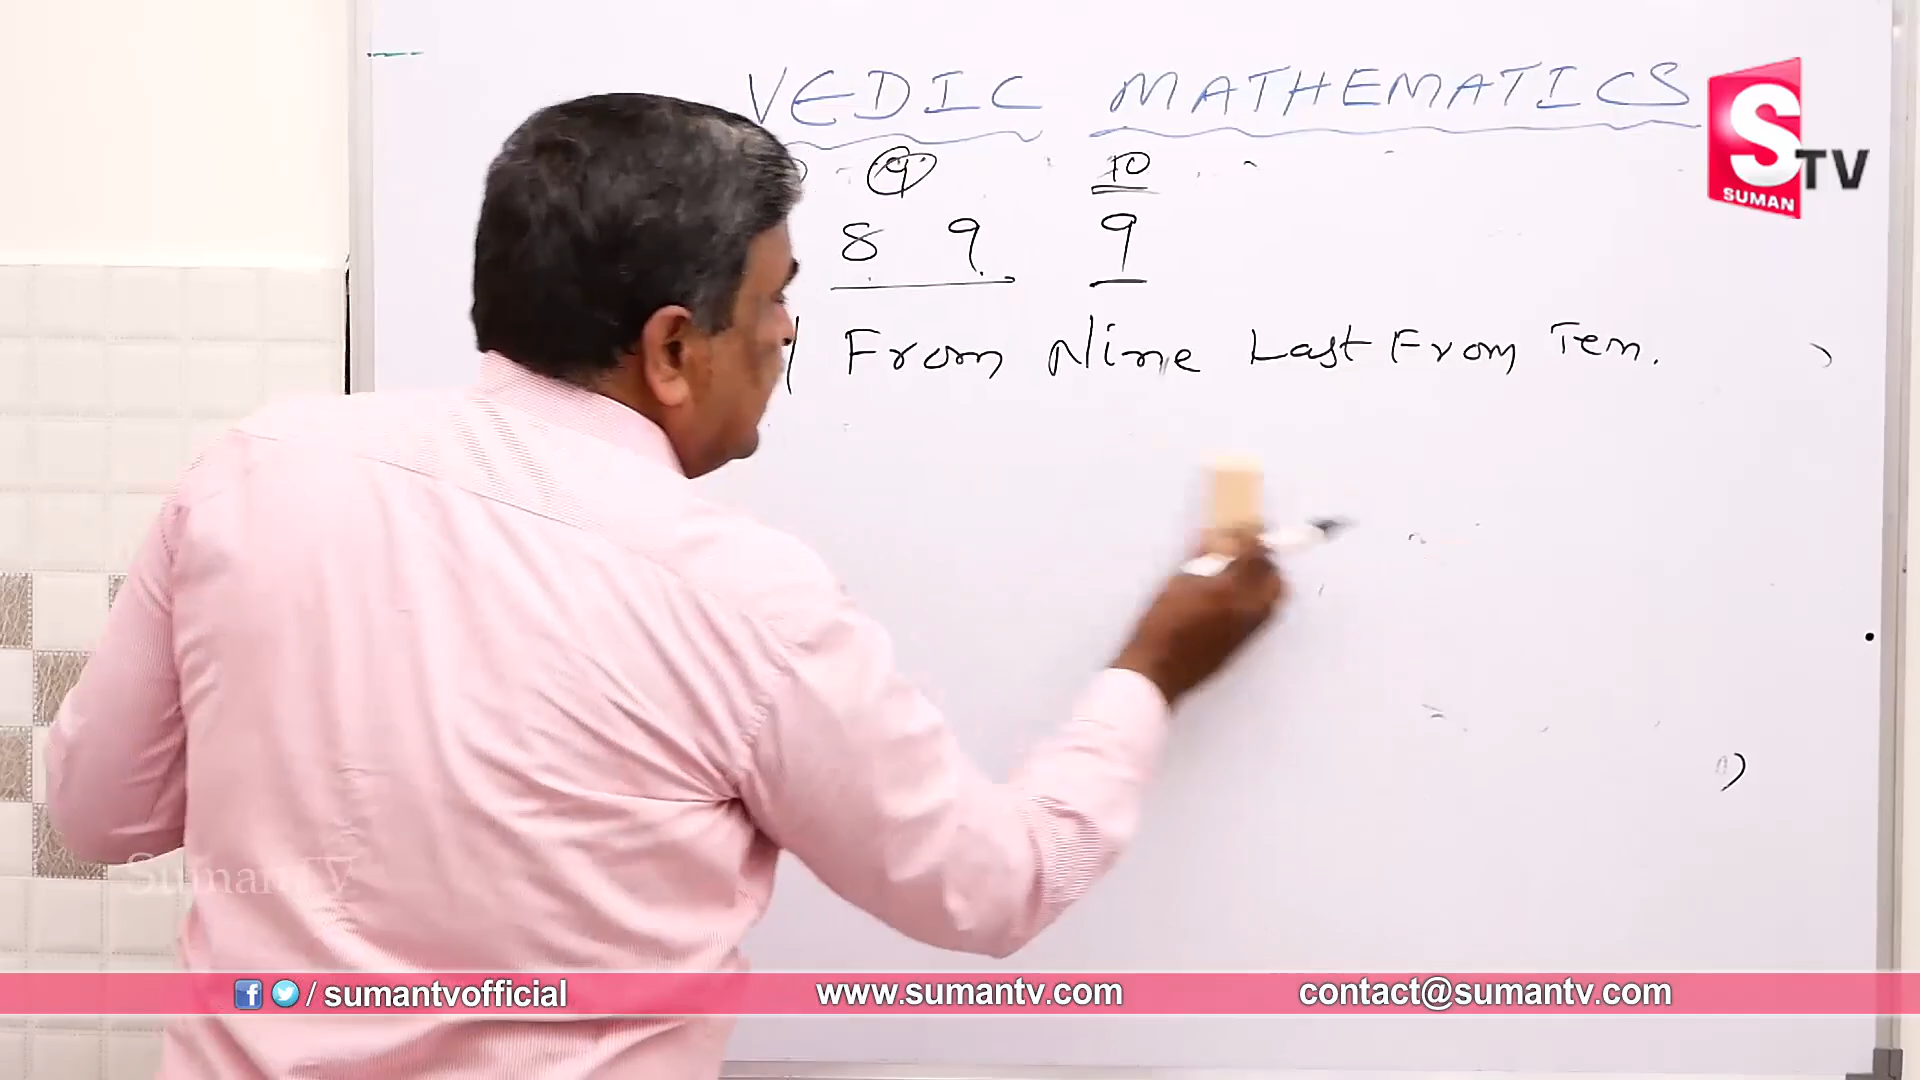 VEDIC MATHEMATICS
9 10
8 9 9
From Nine Last From Ten.
S TV
SUMAN
SumanTV
/ sumantvofficial www.sumantv.com contact@sumantv.com